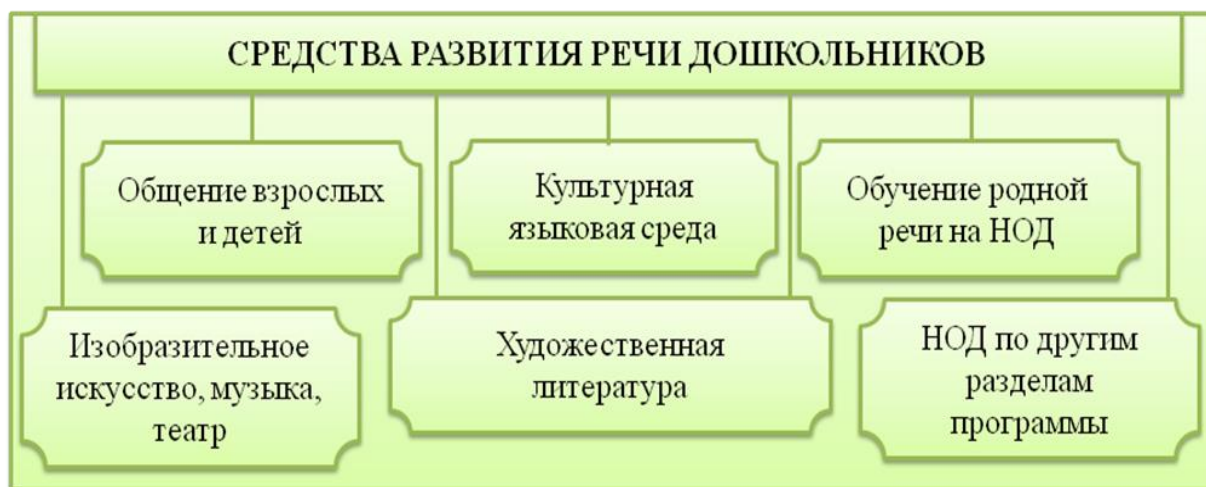 СРЕДСТВА РАЗВИТИЯ РЕЧИ ДОШКОЛЬНИКОВ
Общение взрослых
и детей
Культурная
языковая среда
Обучение родной
речи на НОД
Изобразительное
искусство, музыка,
театр
Художественная
литература
НОД по другим
разделам
программы